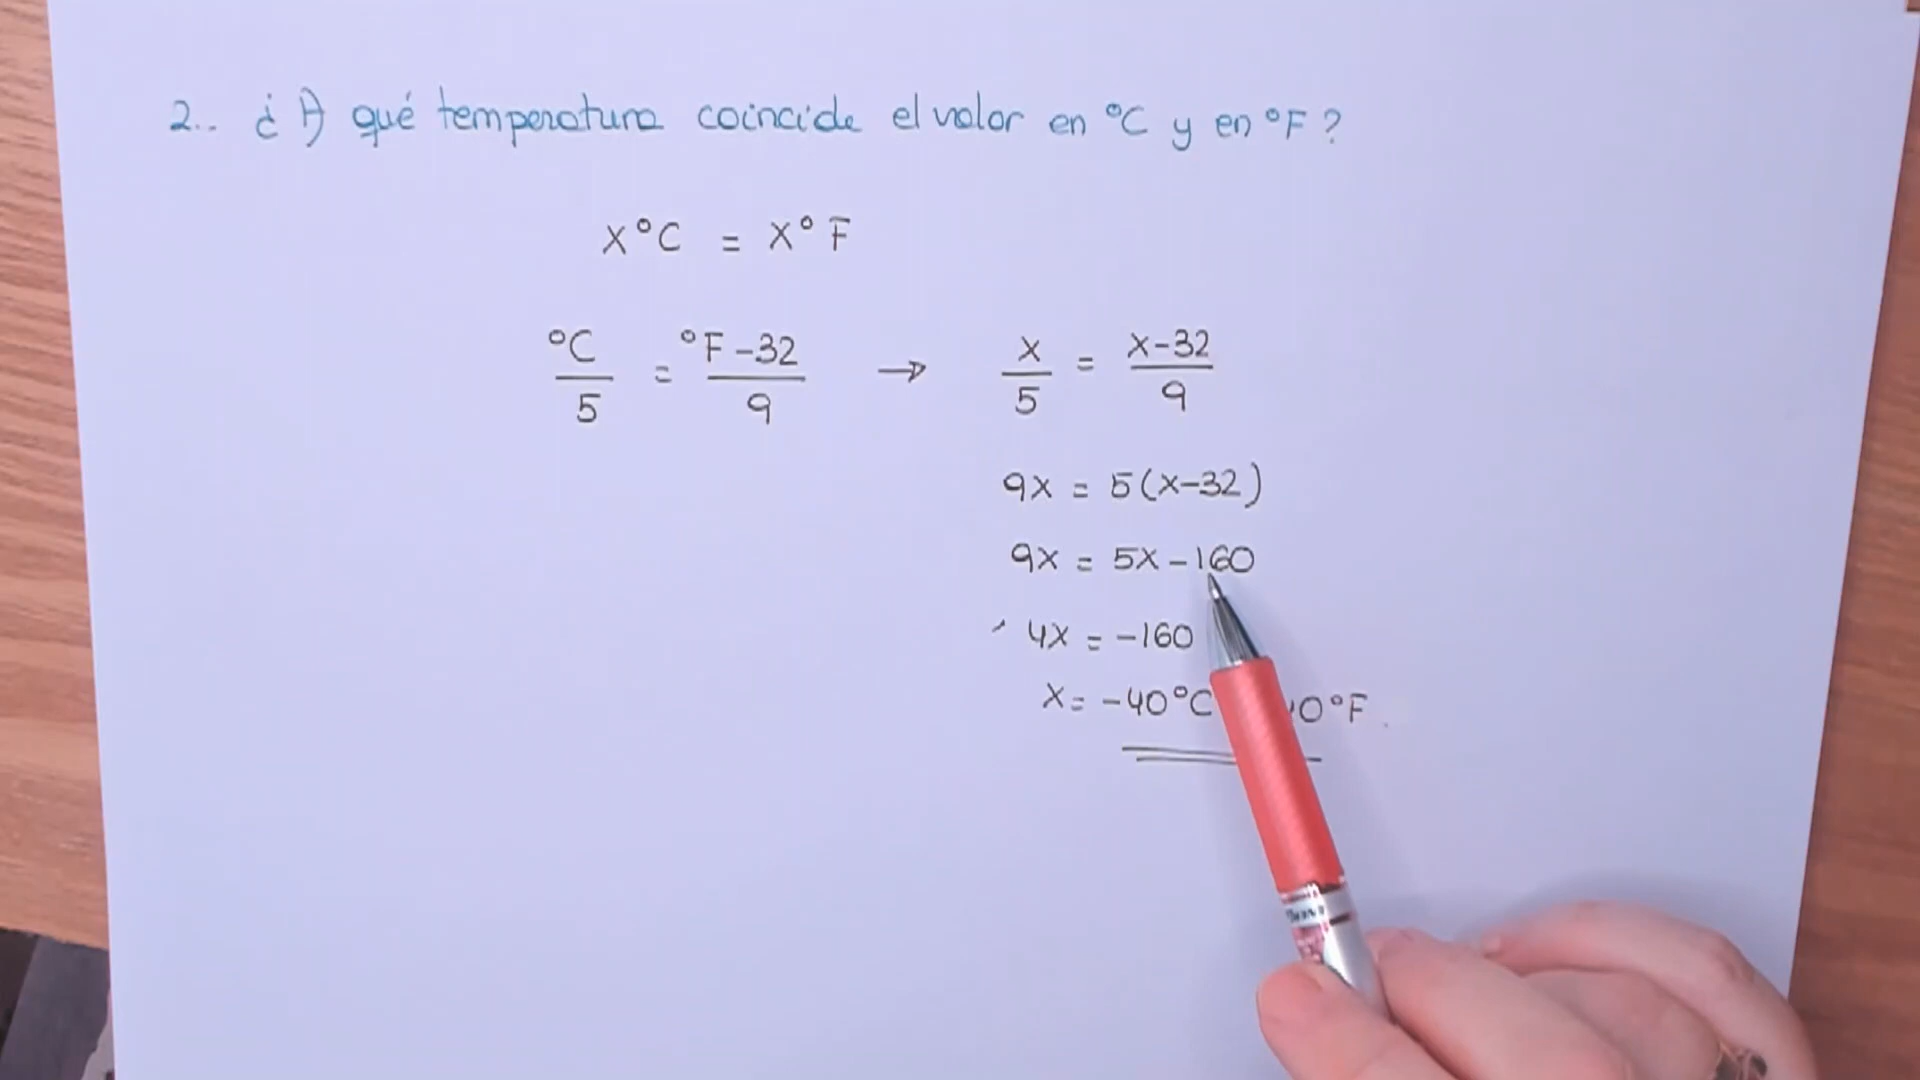 2.. ¿A qué temperatura coincide el valor en °C y en °F?
x°C = x°F
°C/5 = °F-32/9 → x/5 = x-32/9
9x = 5(x-32)
9x = 5x-160
4x = -160
x= -40°C 0°F